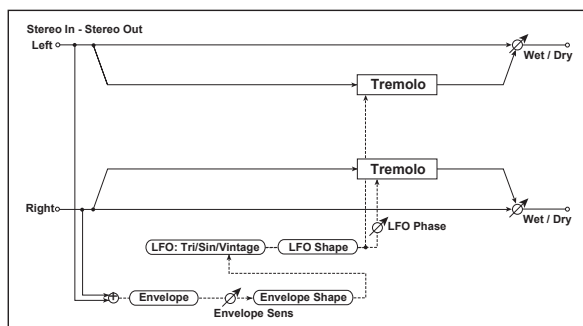 Stereo In - Stereo Out
Left
Wet / Dry
Tremolo
Tremolo
Right
LFO Phase
Wet / Dry
LFO: Tri/Sin/Vintage
LFO Shape
+
Envelope
Envelope Shape
Envelope Sens